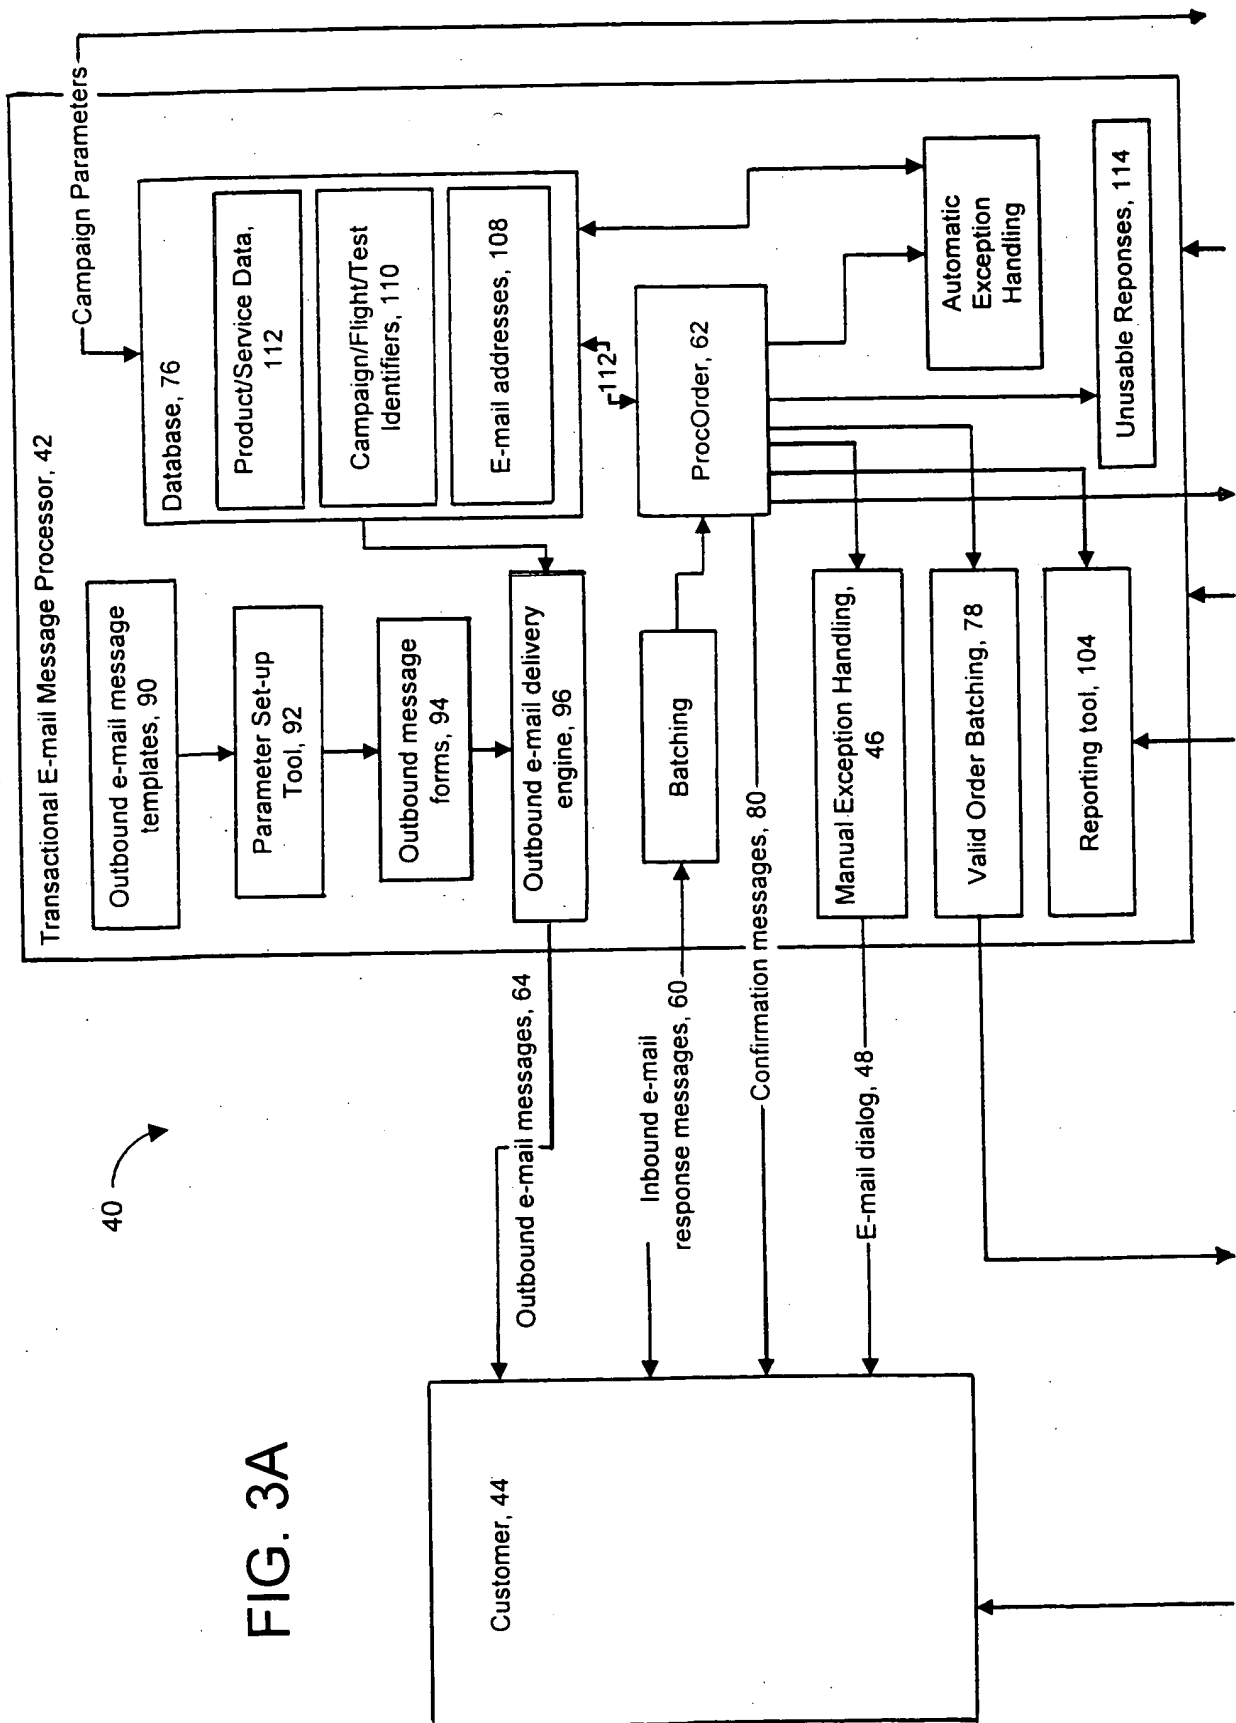 FIG. 3A
40
Customer, 44
Outbound e-mail messages, 64
Inbound e-mail
response messages, 60
Confirmation messages, 80
E-mail dialog, 48
Transactional E-mail Message Processor, 42
Outbound e-mail message
templates, 90
Parameter Set-up
Tool, 92
Outbound message
forms, 94
Outbound e-mail delivery
engine, 96
Batching
Manual Exception Handling,
46
Valid Order Batching, 78
Reporting tool, 104
Campaign Parameters
Database, 76
Product/Service Data,
112
Campaign/Flight/Test
Identifiers, 110
E-mail addresses, 108
112
ProcOrder, 62
Automatic
Exception
Handling
Unusable Reponses, 114